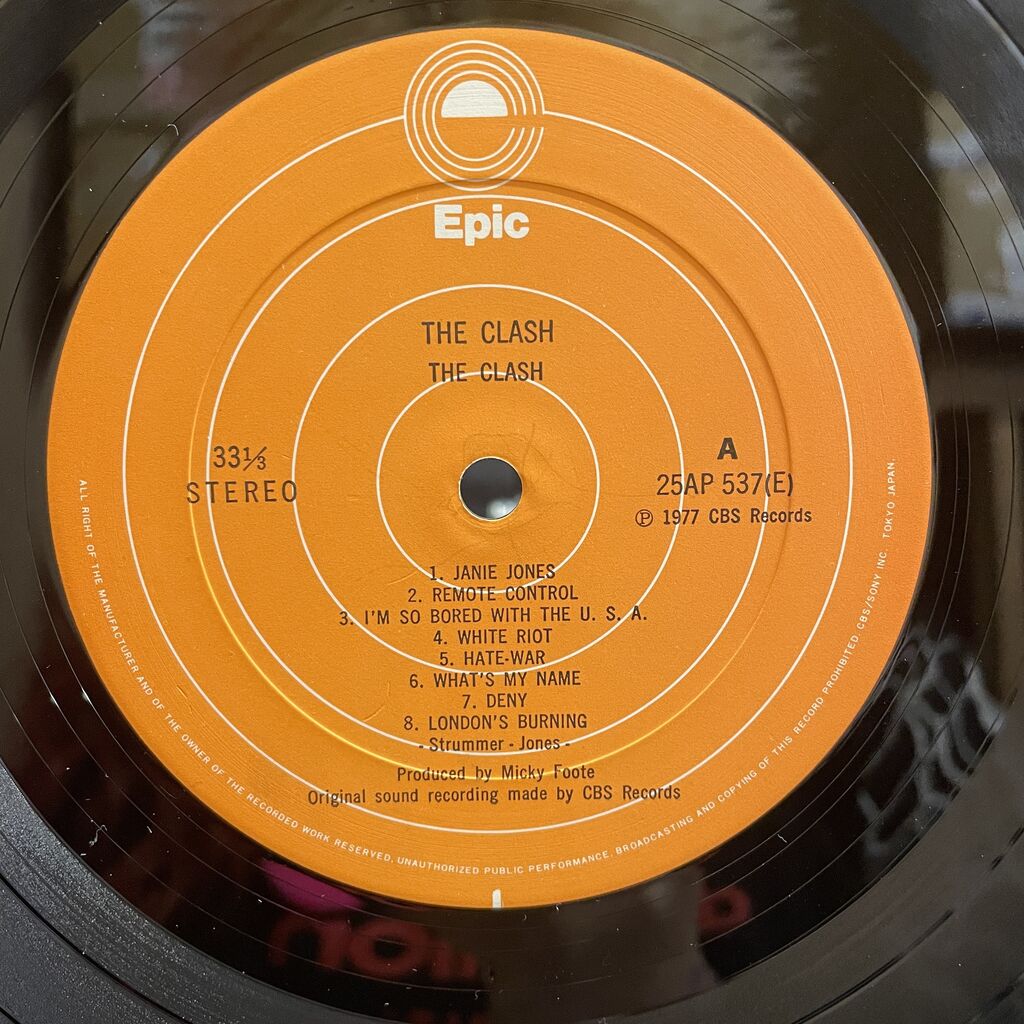 Epic
THE CLASH
THE CLASH
33⅓
STEREO
A
25AP 537(E)
Ⓟ 1977 CBS Records
1. JANIE JONES
2. REMOTE CONTROL
3. I'M SO BORED WITH THE U. S. A.
4. WHITE RIOT
5. HATE-WAR
6. WHAT'S MY NAME
7. DENY
8. LONDON'S BURNING
- Strummer - Jones -
Produced by Micky Foote
Original sound recording made by CBS Records
ALL RIGHT OF THE MANUFACTURER AND OF THE OWNER OF THE RECORDED WORK RESERVED. UNAUTHORIZED PUBLIC PERFORMANCE, BROADCASTING AND COPYING OF THIS RECORD PROHIBITED CBS/SONY INC. TOKYO JAPAN.